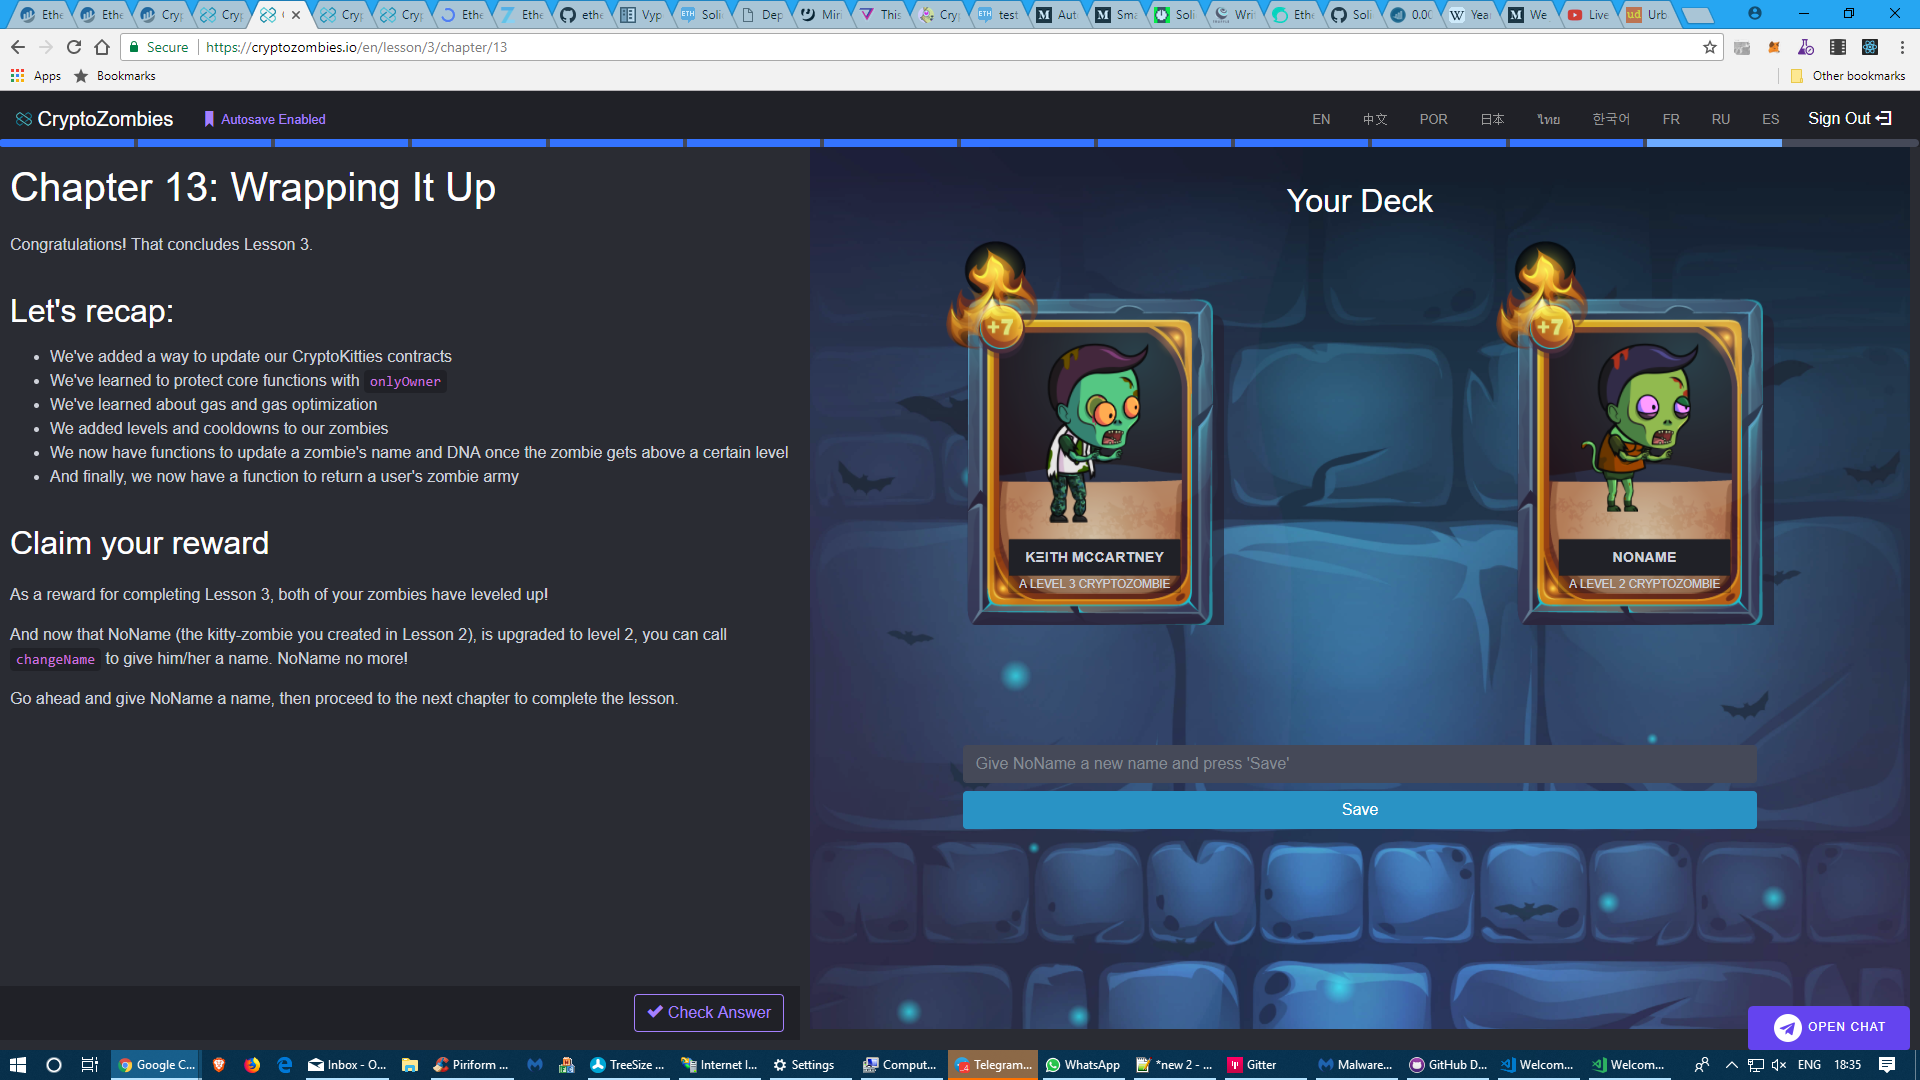 Ethe
Ethe
Cryp
Cryp
C
Cryp
Cryp
Ethe
Ethe
ethe
Vyp
Soli
Dep
Miri
This
Cryp
test
Aut
Sma
Soli
Wri
Ethe
Soli
0.00
Year
We
Live
Urb
Secure
https://cryptozombies.io/en/lesson/3/chapter/13
Apps
Bookmarks
Other bookmarks
CryptoZombies
Autosave Enabled
EN
中文
POR
日本
ไทย
한국어
FR
RU
ES
Sign Out
Chapter 13: Wrapping It Up
Congratulations! That concludes Lesson 3.
Let's recap:
We've added a way to update our CryptoKitties contracts
We've learned to protect core functions with onlyOwner
We've learned about gas and gas optimization
We added levels and cooldowns to our zombies
We now have functions to update a zombie's name and DNA once the zombie gets above a certain level
And finally, we now have a function to return a user's zombie army
Claim your reward
As a reward for completing Lesson 3, both of your zombies have leveled up!
And now that NoName (the kitty-zombie you created in Lesson 2), is upgraded to level 2, you can call
changeName to give him/her a name. NoName no more!
Go ahead and give NoName a name, then proceed to the next chapter to complete the lesson.
Check Answer
Your Deck
+7
KΞITH MCCARTNEY
A LEVEL 3 CRYPTOZOMBIE
+7
NONAME
A LEVEL 2 CRYPTOZOMBIE
Give NoName a new name and press 'Save'
Save
OPEN CHAT
Google C...
Inbox - O...
Piriform ...
TreeSize ...
Internet I...
Settings
Comput...
Telegram...
WhatsApp
*new 2 - ...
Gitter
Malware...
GitHub D...
Welcom...
Welcom...
ENG
18:35